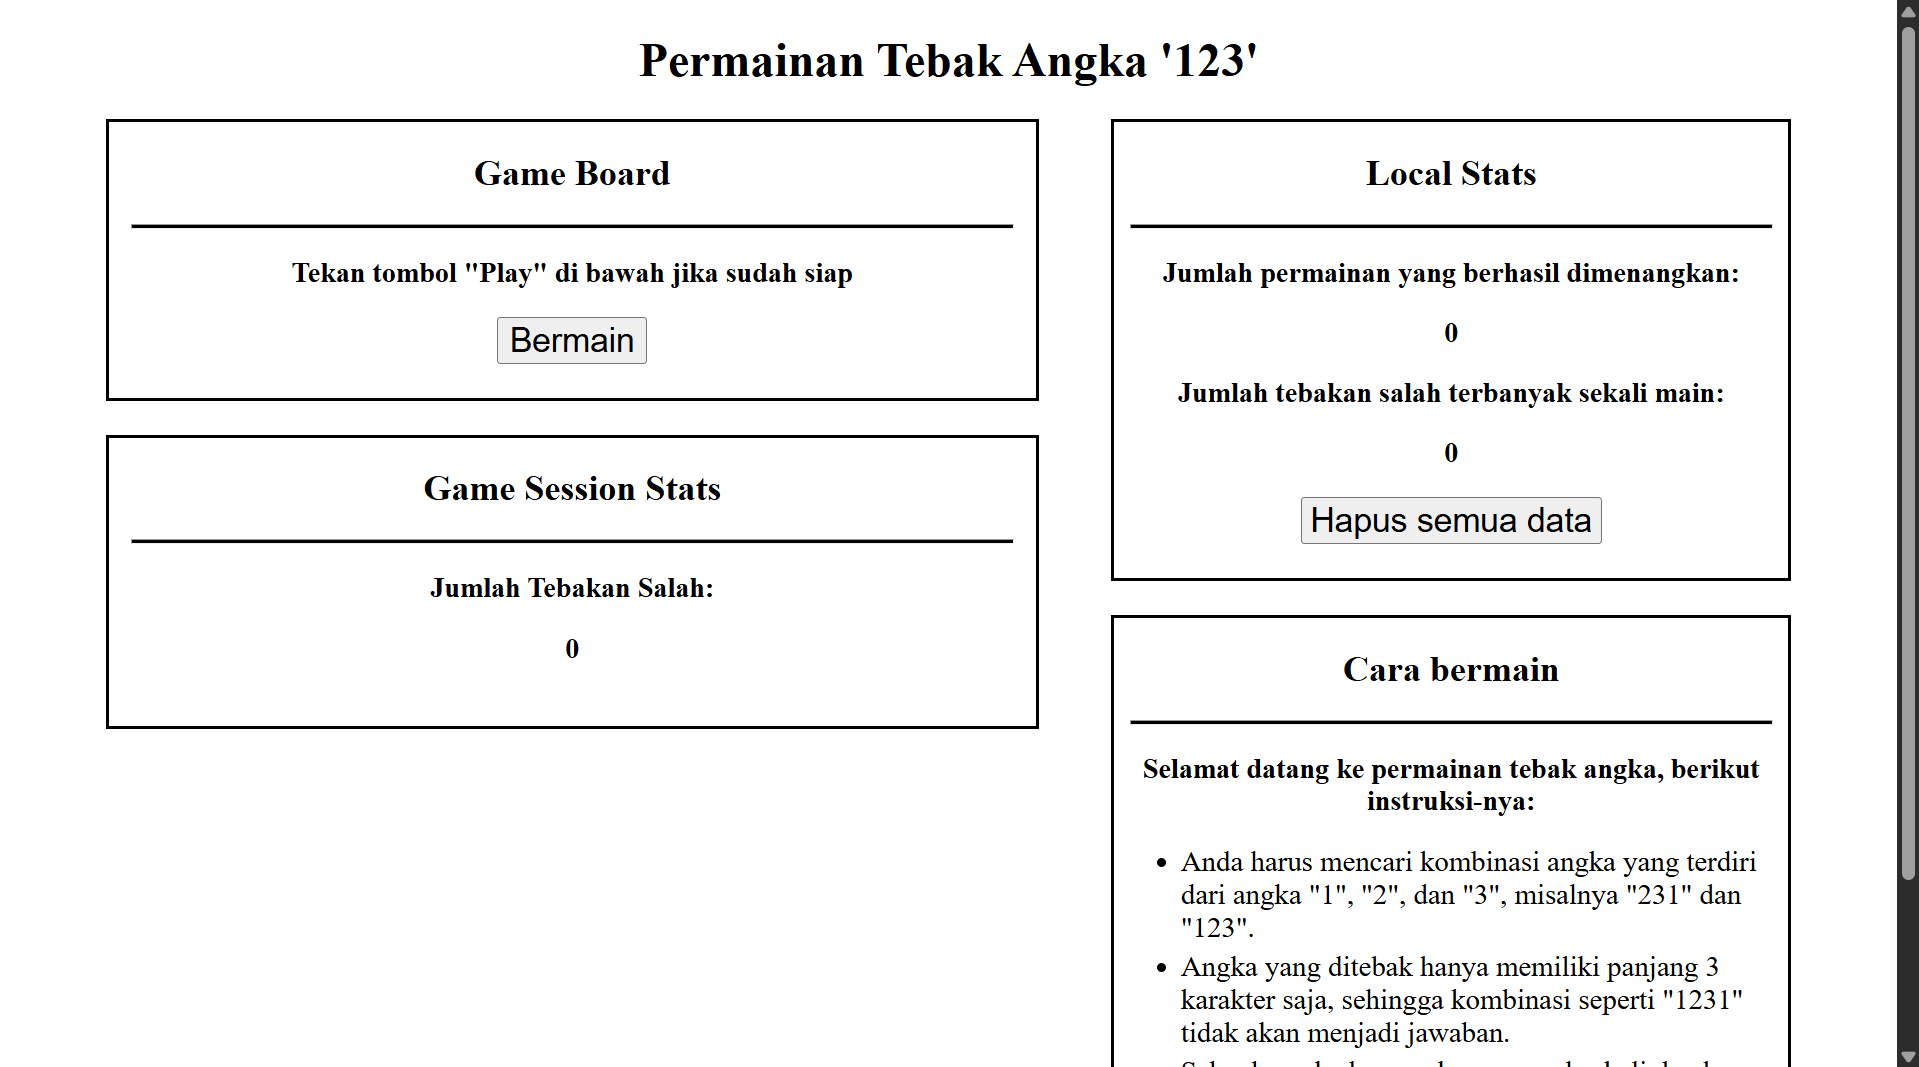 Permainan Tebak Angka '123'
Game Board
Tekan tombol "Play" di bawah jika sudah siap
Bermain
Game Session Stats
Jumlah Tebakan Salah:
0
Local Stats
Jumlah permainan yang berhasil dimenangkan:
0
Jumlah tebakan salah terbanyak sekali main:
0
Hapus semua data
Cara bermain
Selamat datang ke permainan tebak angka, berikut
instruksi-nya:
Anda harus mencari kombinasi angka yang terdiri
dari angka "1", "2", dan "3", misalnya "231" dan
"123".
Angka yang ditebak hanya memiliki panjang 3
karakter saja, sehingga kombinasi seperti "1231"
tidak akan menjadi jawaban.